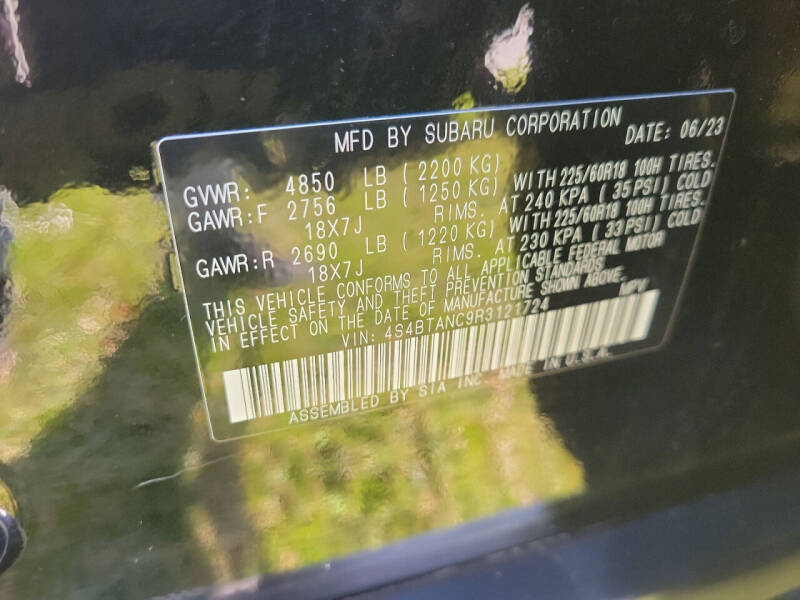 MFD BY SUBARU CORPORATION DATE: 06/23
GVWR: 4850 LB ( 2200 KG)
GAWR:F 2756 LB ( 1250 KG) WITH 225/60R18 100H TIRES.
18X7J RIMS. AT 240 KPA ( 35 PSI) COLD
GAWR:R 2690 LB ( 1220 KG) WITH 225/60R18 100H TIRES.
18X7J RIMS. AT 230 KPA ( 33 PSI) COLD
THIS VEHICLE CONFORMS TO ALL APPLICABLE FEDERAL MOTOR
VEHICLE SAFETY AND THEFT PREVENTION STANDARDS
IN EFFECT ON THE DATE OF MANUFACTURE SHOWN ABOVE.
VIN: 4S4BTANC9R3121724 MPV
ASSEMBLED BY SIA INC. MADE IN U.S.A.